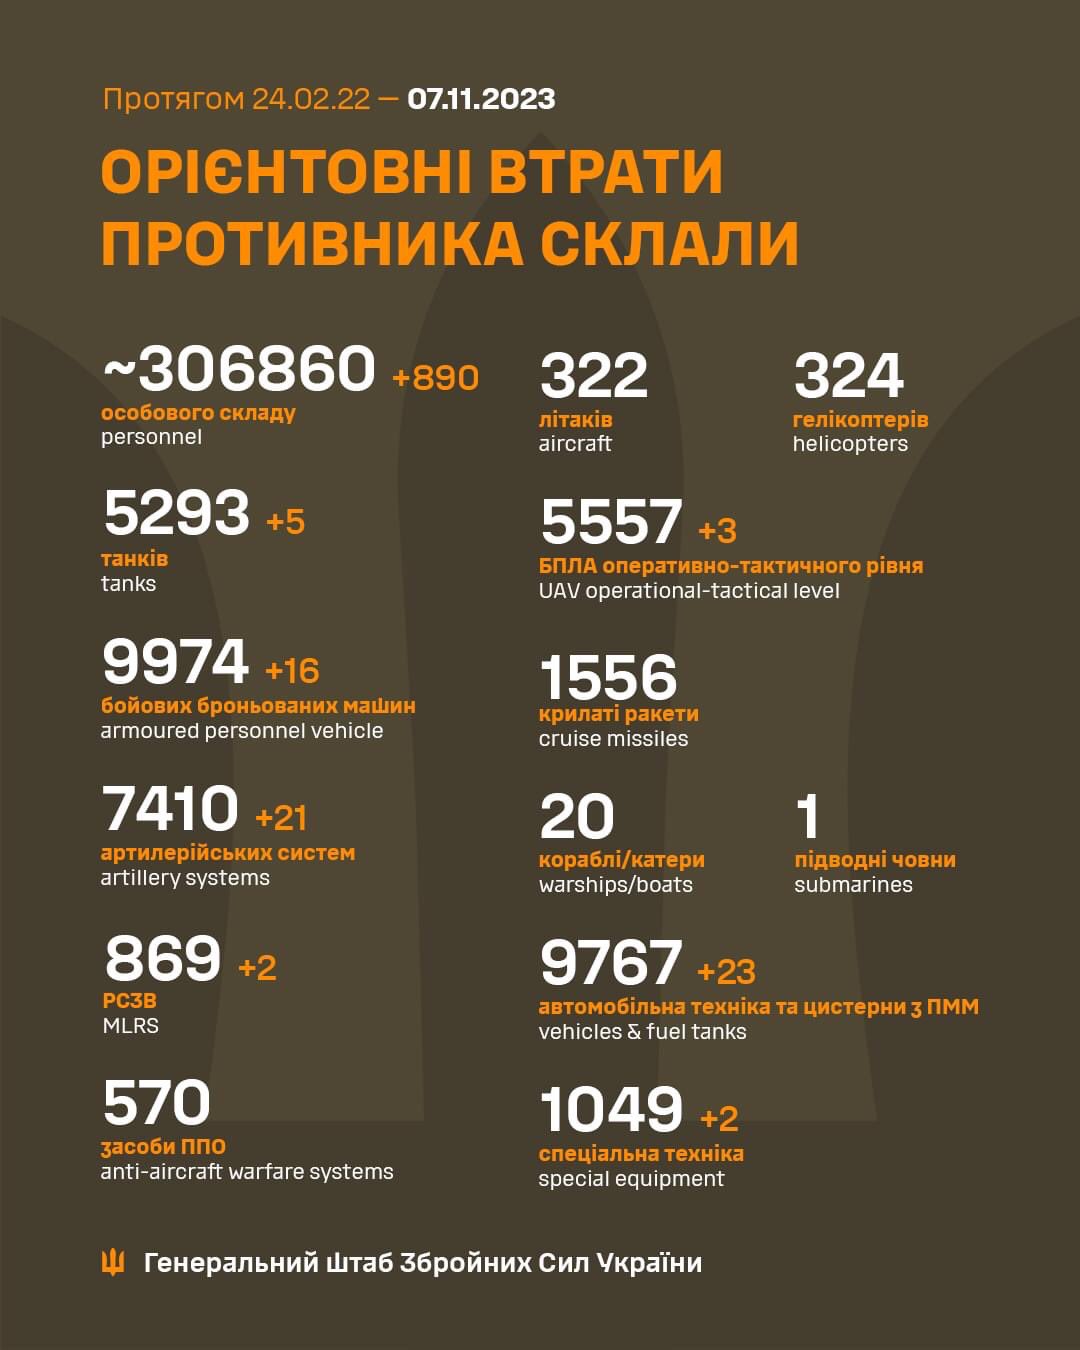 Протягом 24.02.22 — 07.11.2023
ОРІЄНТОВНІ ВТРАТИ
ПРОТИВНИКА СКЛАЛИ
~306860 +890
особового складу
personnel
322
літаків
aircraft
324
гелікоптерів
helicopters
5293 +5
танків
tanks
5557 +3
БПЛА оперативно-тактичного рівня
UAV operational-tactical level
9974 +16
бойових броньованих машин
armoured personnel vehicle
1556
крилаті ракети
cruise missiles
7410 +21
артилерійських систем
artillery systems
20
кораблі/катери
warships/boats
1
підводні човни
submarines
869 +2
РСЗВ
MLRS
9767 +23
автомобільна техніка та цистерни з ПММ
vehicles & fuel tanks
570
засоби ППО
anti-aircraft warfare systems
1049 +2
спеціальна техніка
special equipment
Генеральний штаб Збройних Сил України